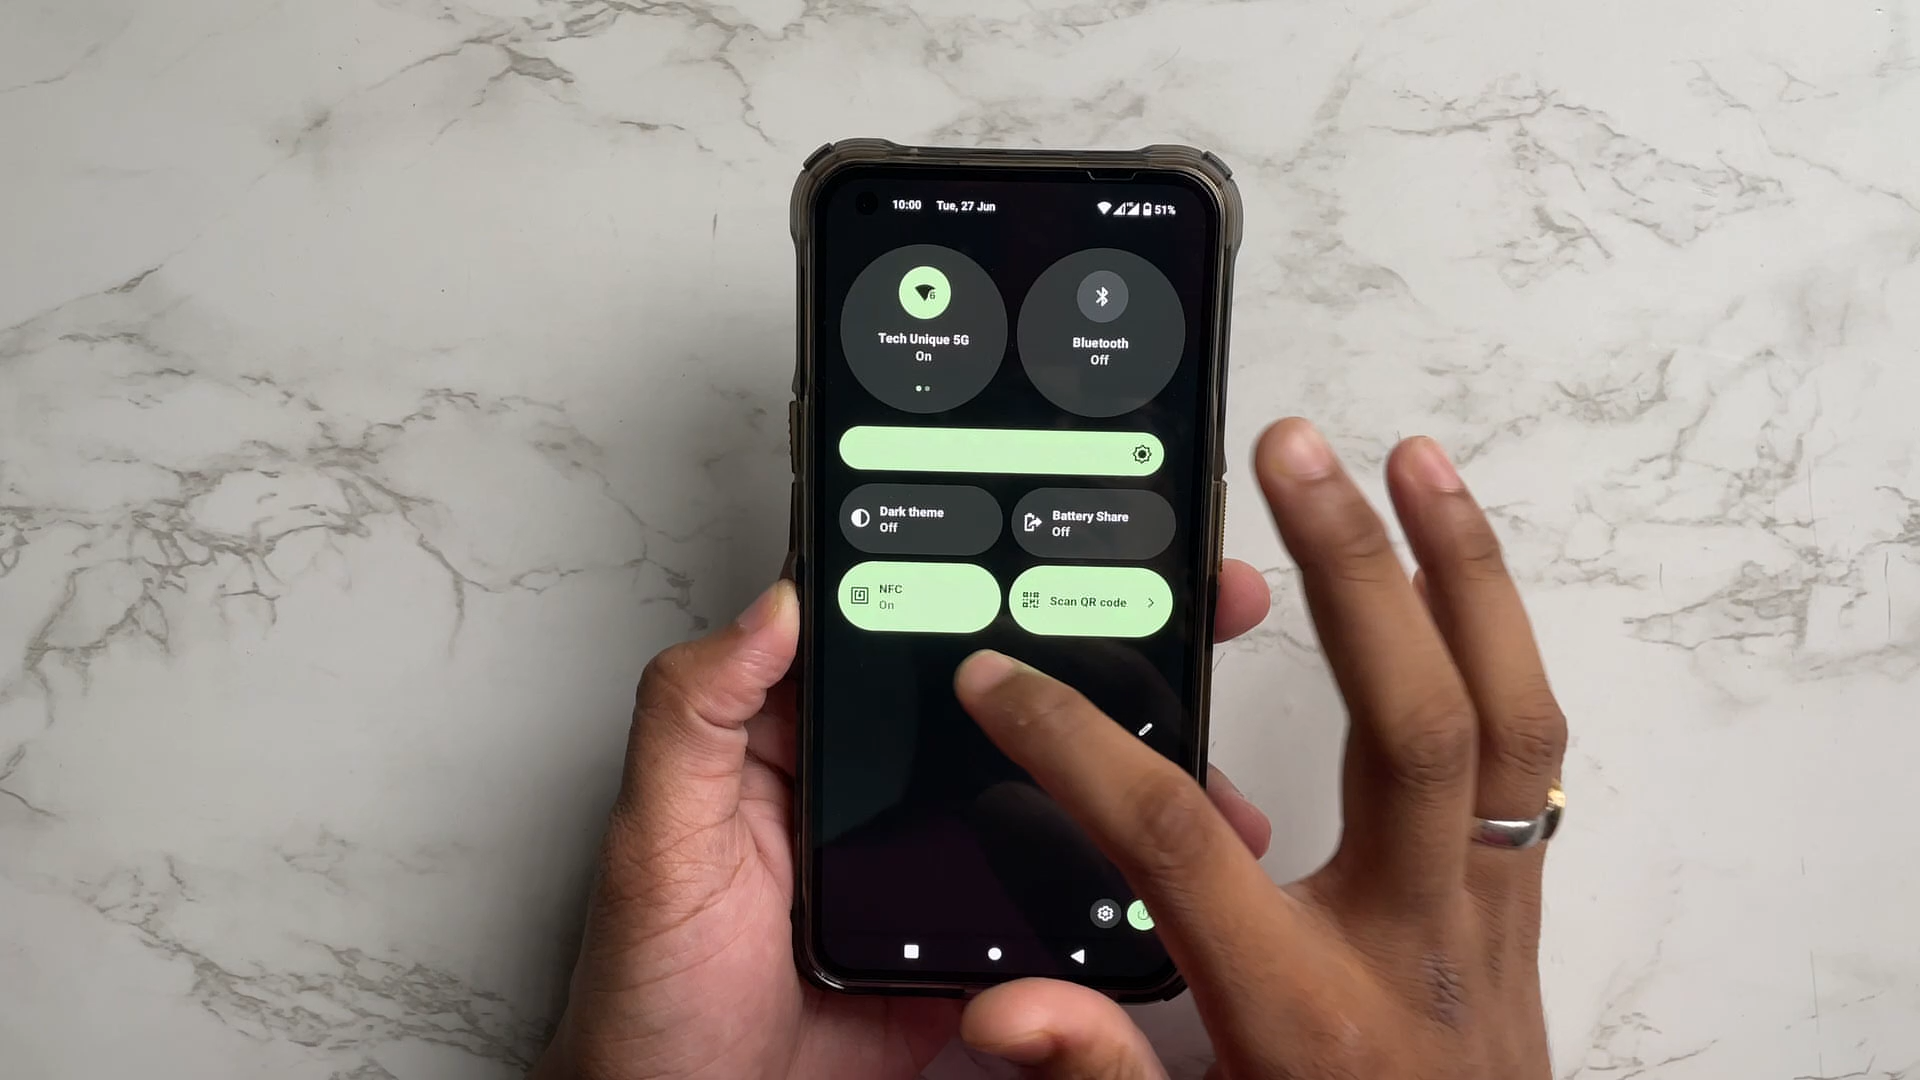 10:00 Tue, 27 Jun 51%
Tech Unique 5G
On
Bluetooth
Off
Dark theme
Off
Battery Share
Off
NFC
On
Scan QR code